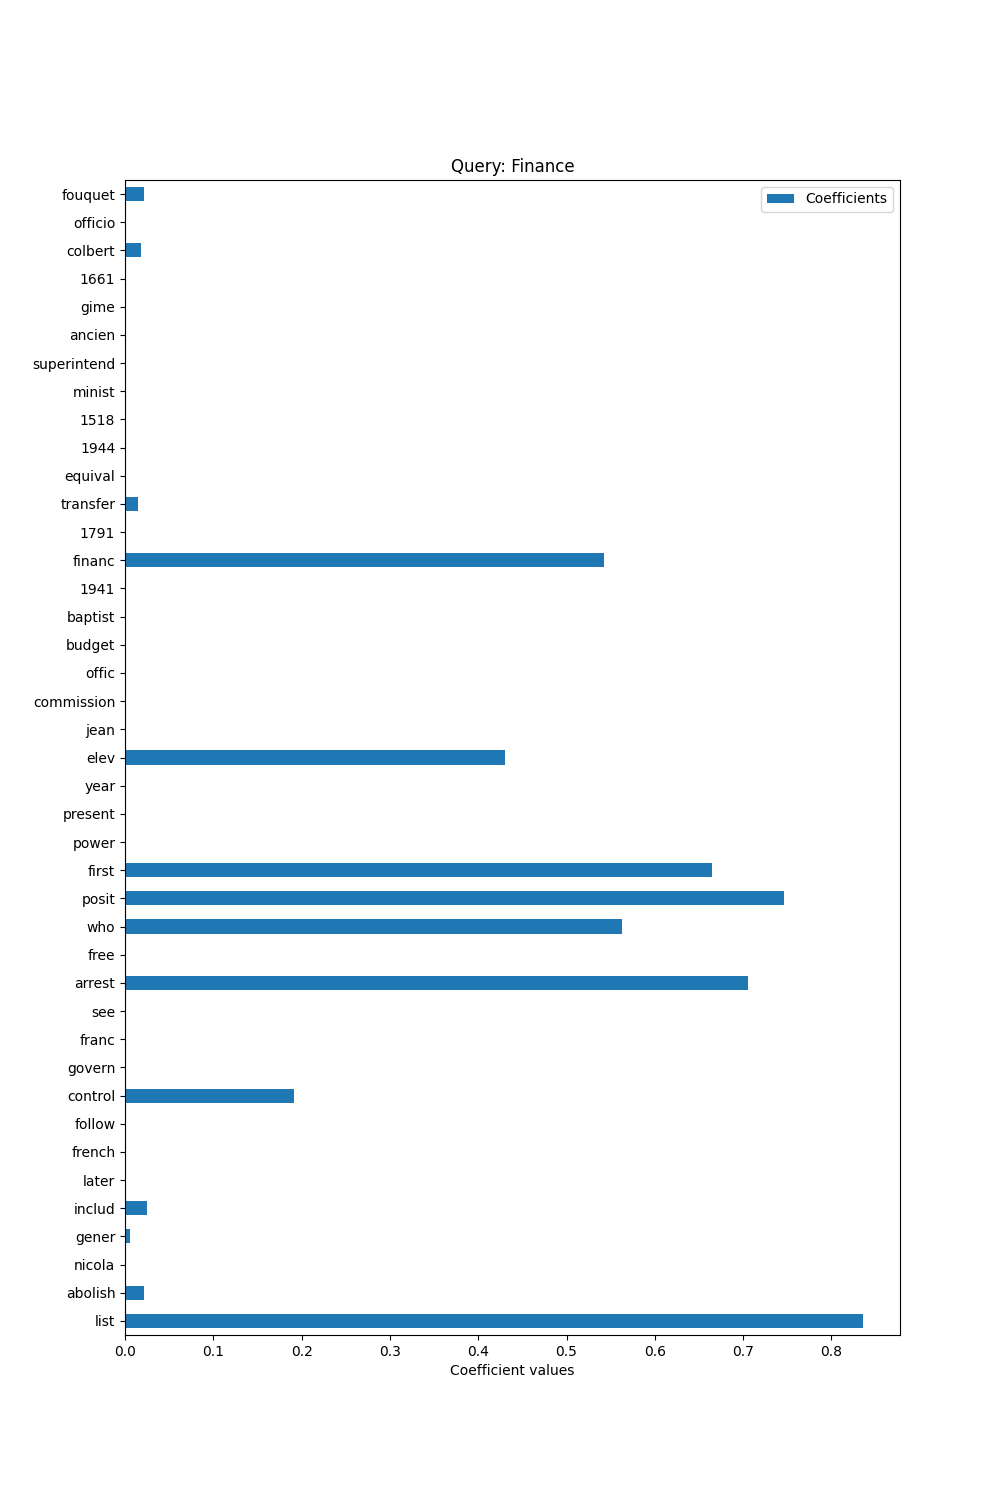 Query: Finance
Coefficients
fouquet
officio
colbert
1661
gime
ancien
superintend
minist
1518
1944
equival
transfer
1791
financ
1941
baptist
budget
offic
commission
jean
elev
year
present
power
first
posit
who
free
arrest
see
franc
govern
control
follow
french
later
includ
gener
nicola
abolish
list
0.0 0.1 0.2 0.3 0.4 0.5 0.6 0.7 0.8
Coefficient values